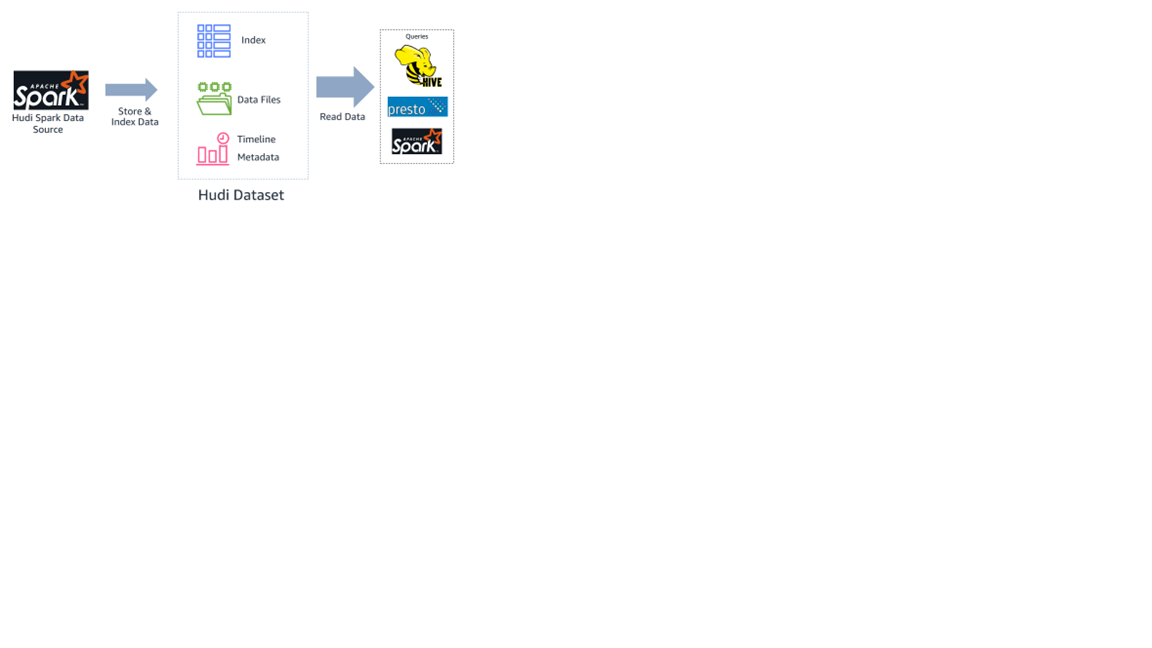 APACHE
Spark
Hudi Spark Data
Source
Store &
Index Data
Index
Data Files
Timeline
Metadata
Hudi Dataset
Read Data
Queries
HIVE
presto
APACHE
Spark